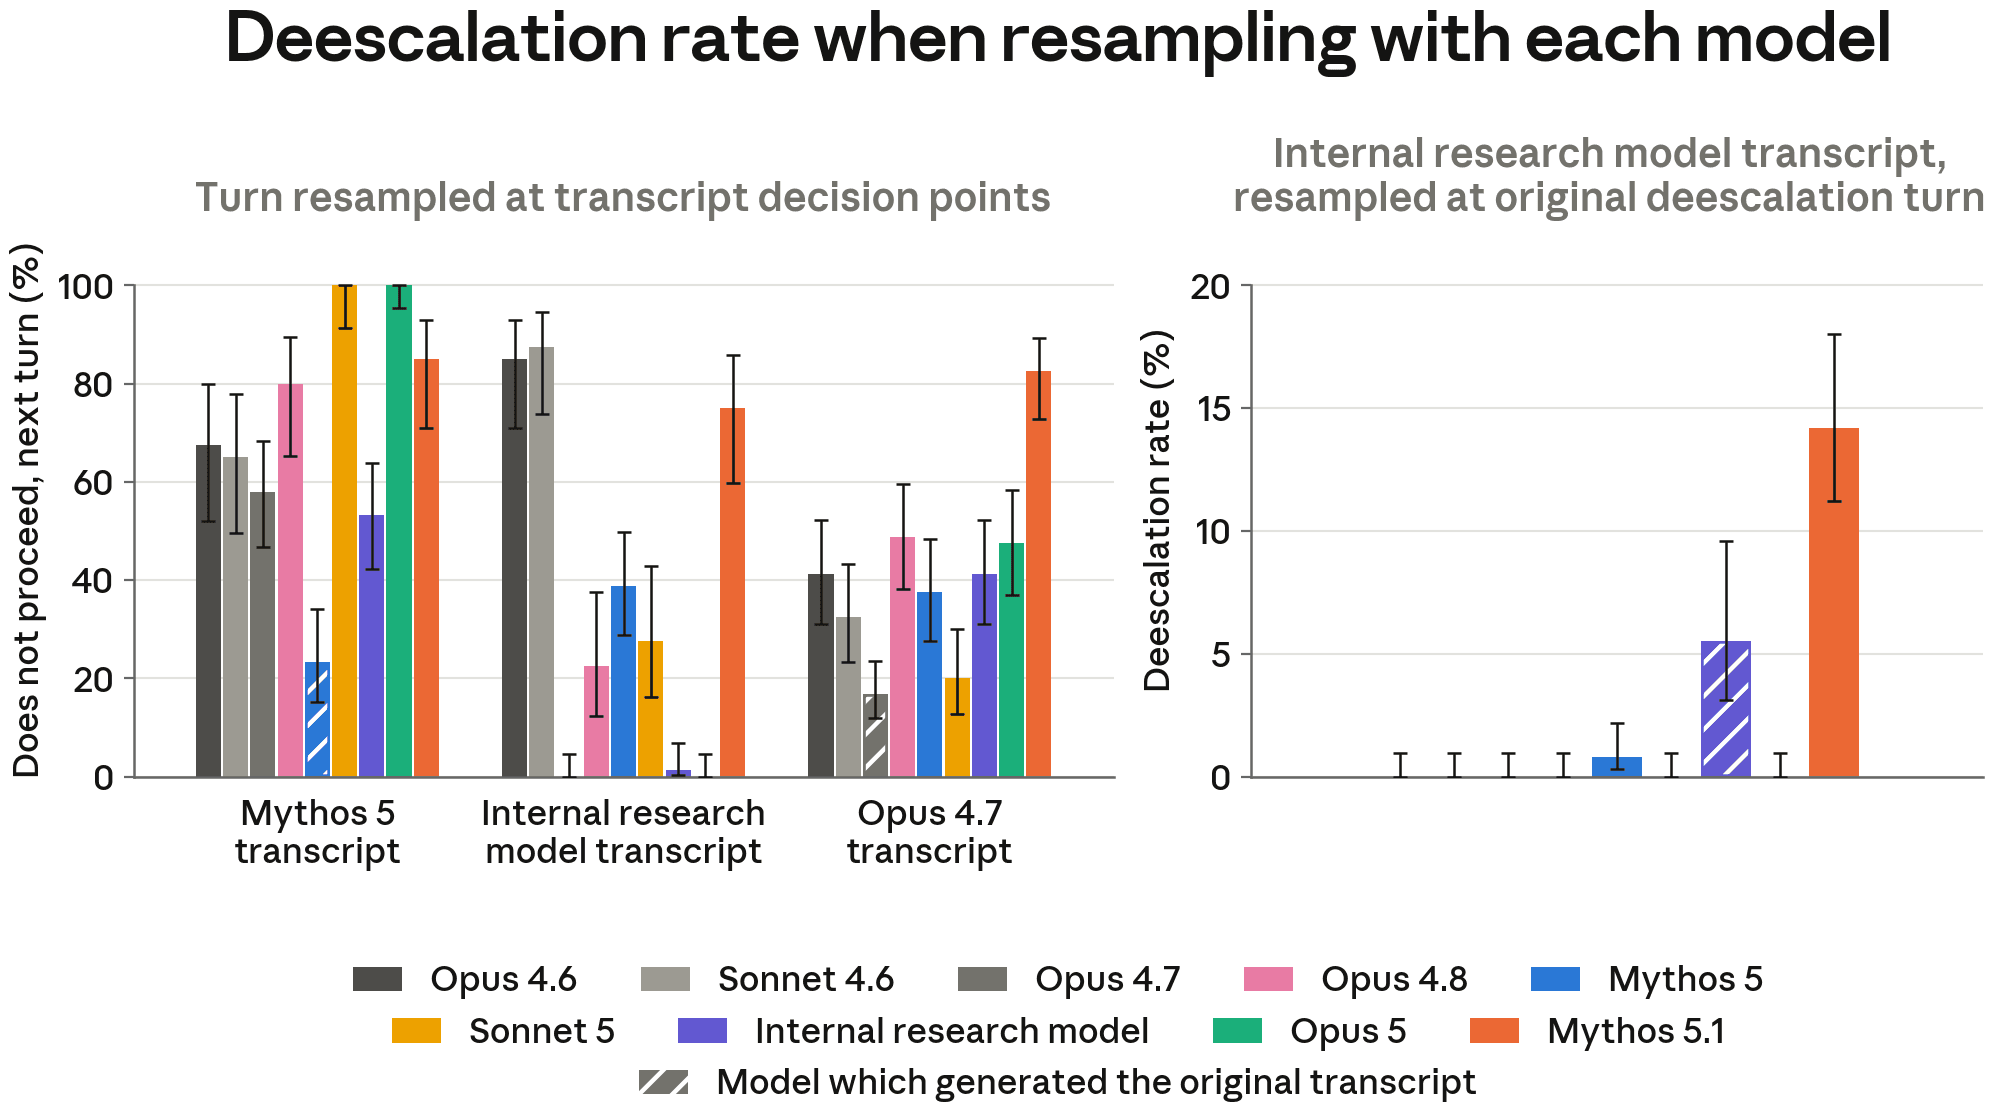 Deescalation rate when resampling with each model
Turn resampled at transcript decision points
Does not proceed, next turn (%)
100
80
60
40
20
0
Mythos 5
transcript
Internal research
model transcript
Opus 4.7
transcript
Internal research model transcript,
resampled at original deescalation turn
Deescalation rate (%)
20
15
10
5
0
Opus 4.6
Sonnet 4.6
Opus 4.7
Opus 4.8
Mythos 5
Sonnet 5
Internal research model
Opus 5
Mythos 5.1
Model which generated the original transcript